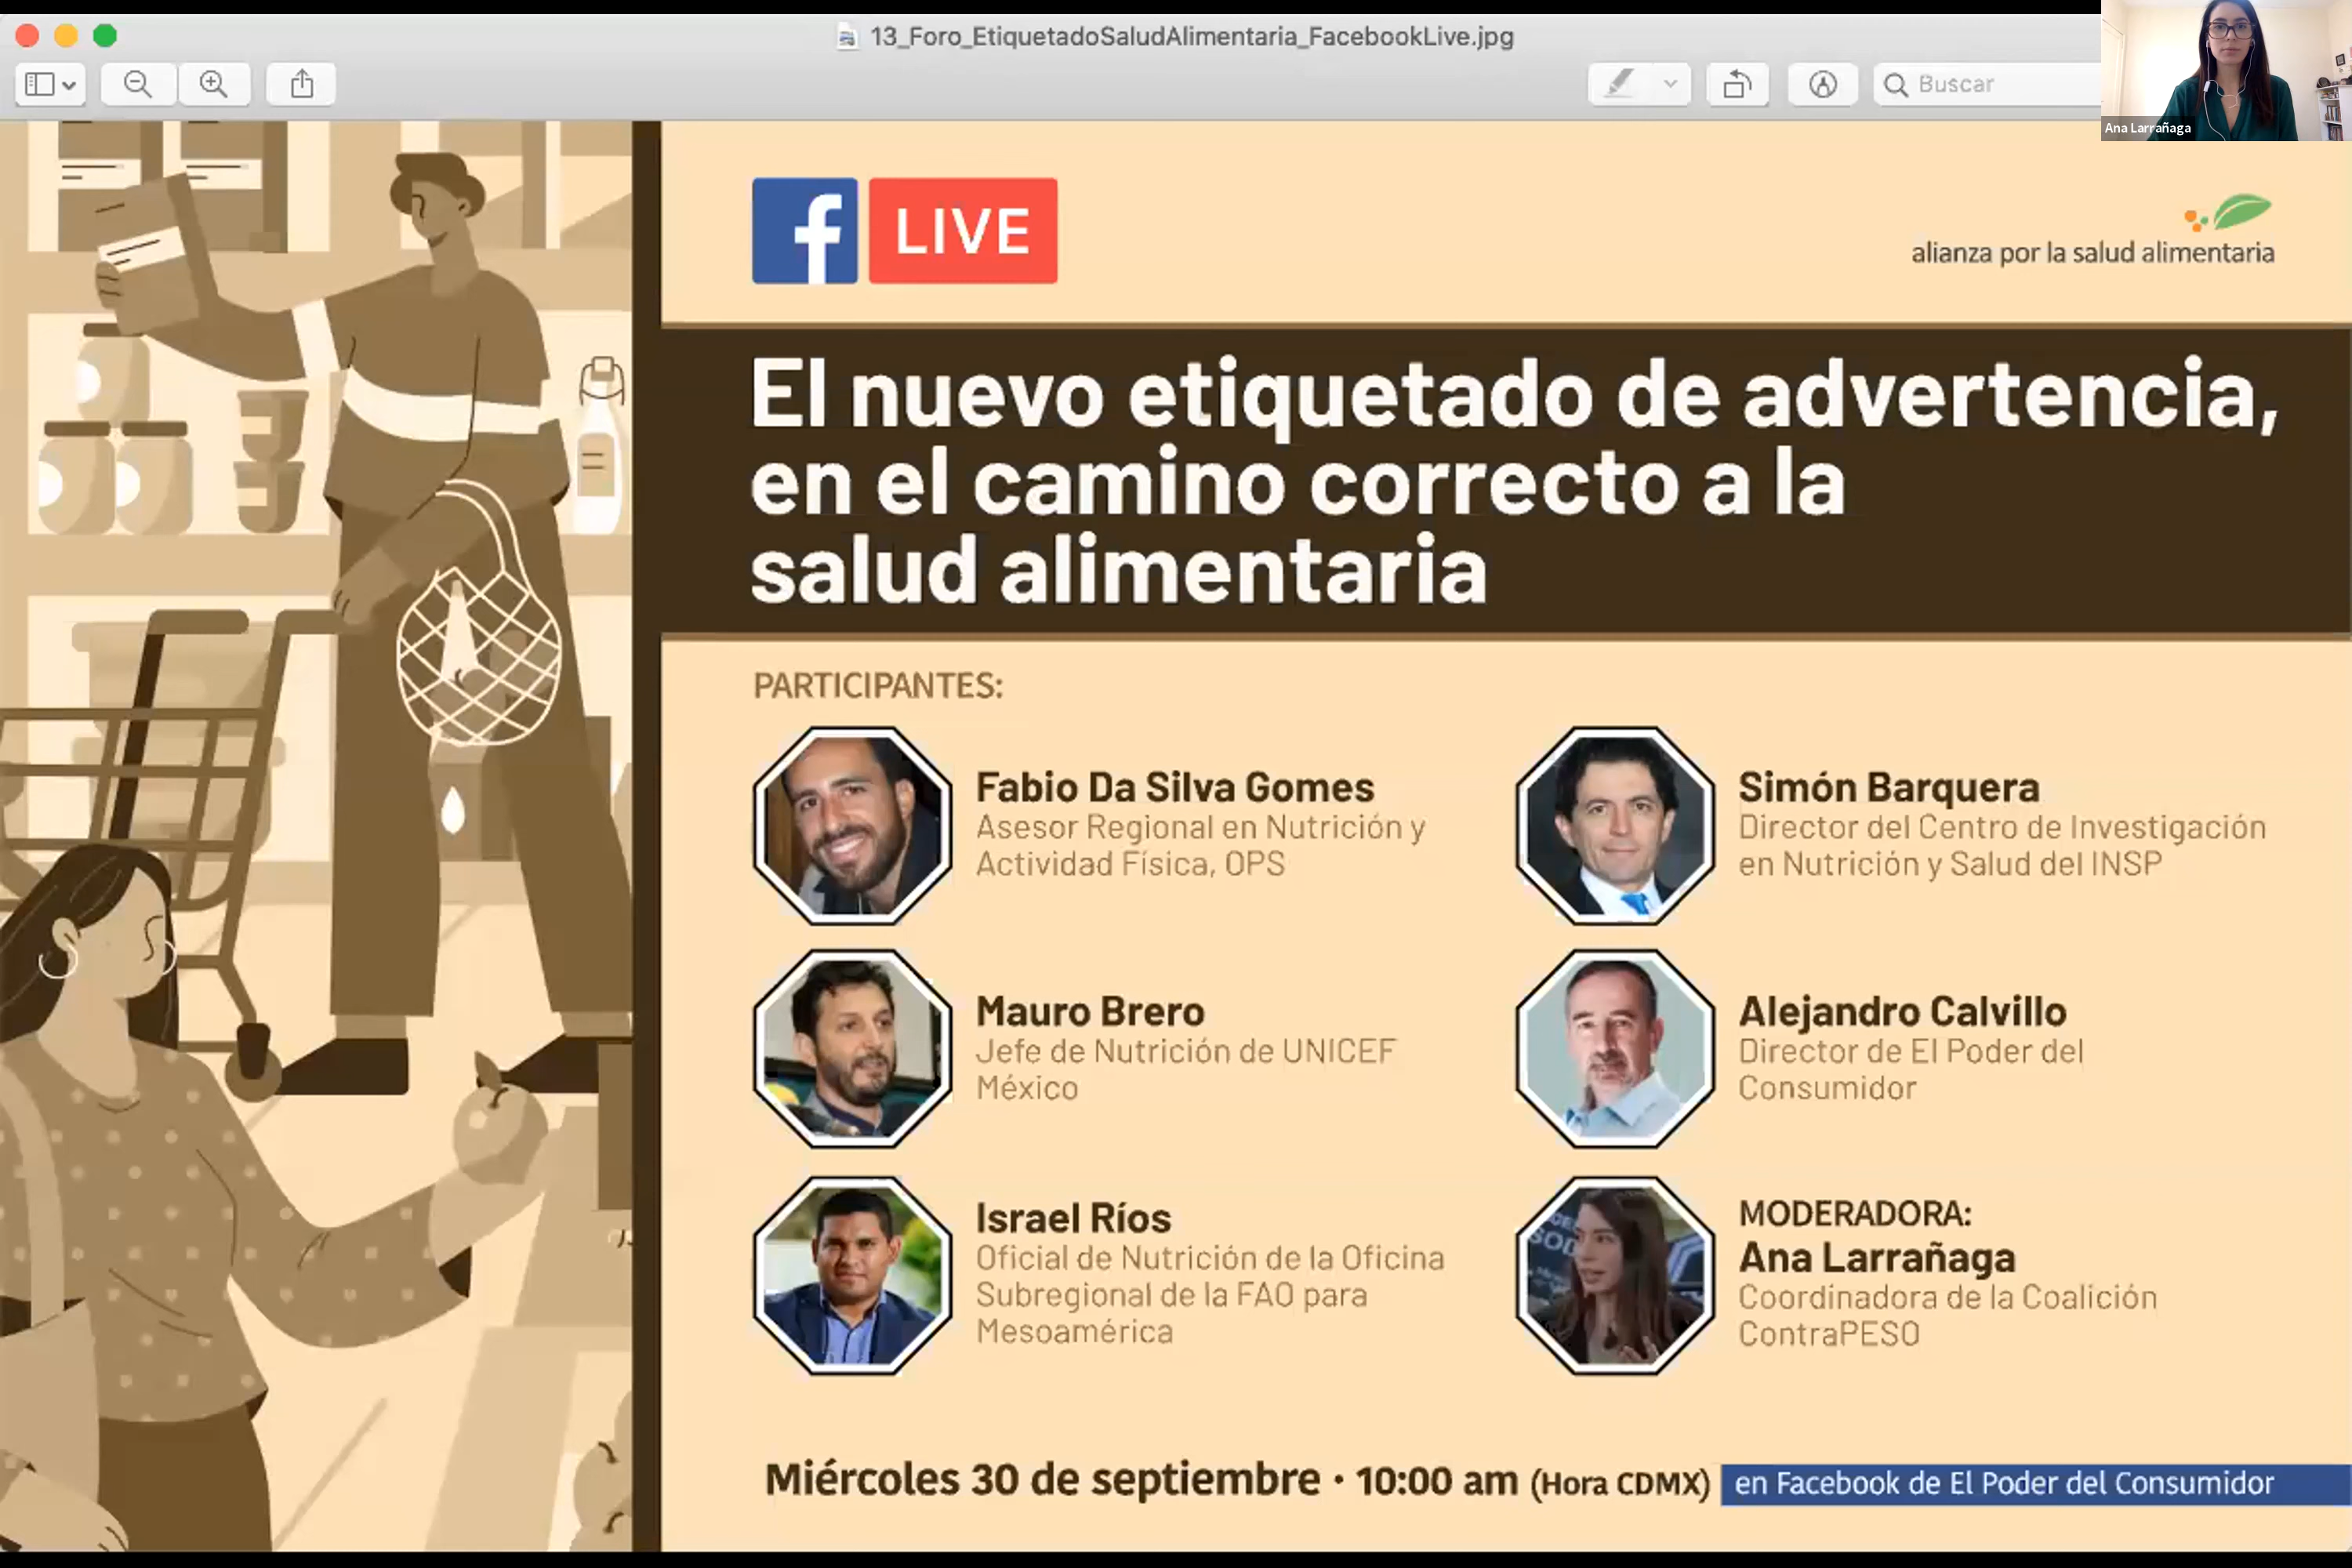 13_Foro_EtiquetadoSaludAlimentaria_FacebookLive.jpg
Buscar
Ana Larrañaga
f LIVE
alianza por la salud alimentaria
El nuevo etiquetado de advertencia,
en el camino correcto a la
salud alimentaria
PARTICIPANTES:
Fabio Da Silva Gomes
Asesor Regional en Nutrición y
Actividad Física, OPS
Simón Barquera
Director del Centro de Investigación
en Nutrición y Salud del INSP
Mauro Brero
Jefe de Nutrición de UNICEF
México
Alejandro Calvillo
Director de El Poder del
Consumidor
Israel Ríos
Oficial de Nutrición de la Oficina
Subregional de la FAO para
Mesoamérica
MODERADORA:
Ana Larrañaga
Coordinadora de la Coalición
ContraPESO
Miércoles 30 de septiembre · 10:00 am (Hora CDMX) en Facebook de El Poder del Consumidor